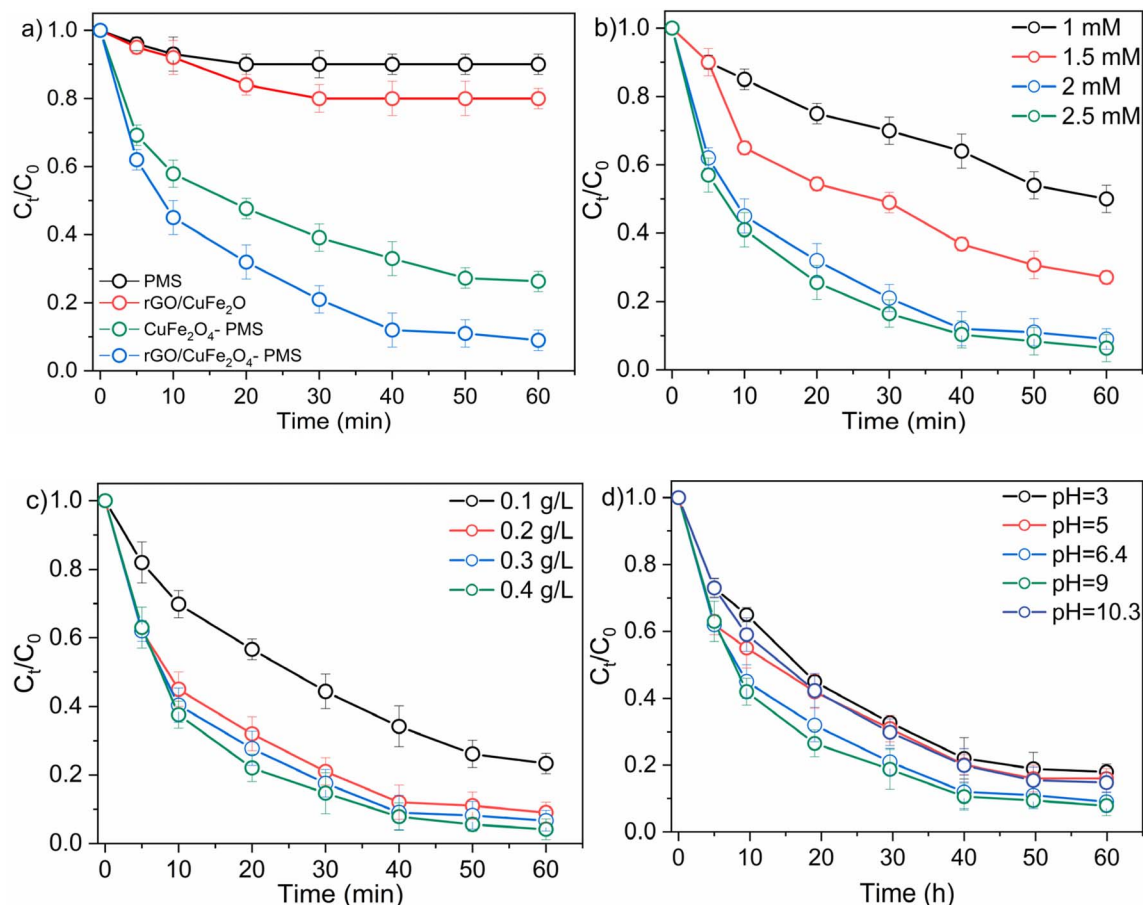 a)
1.0
0.8
0.6
0.4
0.2
0.0
Cₜ/C₀
PMS
rGO/CuFe₂O
CuFe₂O₄- PMS
rGO/CuFe₂O₄- PMS
0 10 20 30 40 50 60
Time (min)
b)
1.0
0.8
0.6
0.4
0.2
0.0
Cₜ/C₀
1 mM
1.5 mM
2 mM
2.5 mM
0 10 20 30 40 50 60
Time (min)
c)
1.0
0.8
0.6
0.4
0.2
0.0
Cₜ/C₀
0.1 g/L
0.2 g/L
0.3 g/L
0.4 g/L
0 10 20 30 40 50 60
Time (min)
d)
1.0
0.8
0.6
0.4
0.2
0.0
Cₜ/C₀
pH=3
pH=5
pH=6.4
pH=9
pH=10.3
0 10 20 30 40 50 60
Time (h)